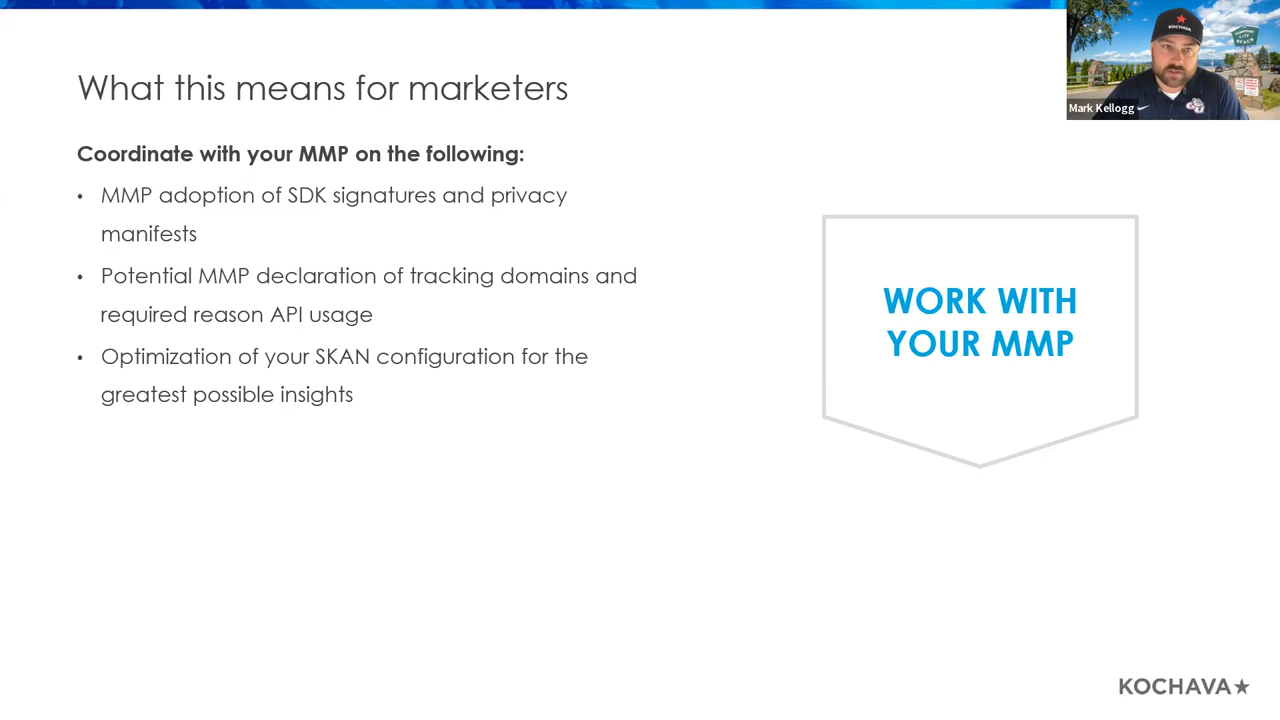 What this means for marketers
Coordinate with your MMP on the following:
• MMP adoption of SDK signatures and privacy
manifests
• Potential MMP declaration of tracking domains and
required reason API usage
• Optimization of your SKAN configuration for the
greatest possible insights
WORK WITH
YOUR MMP
KOCHAVA
Mark Kellogg
KOCHAVA